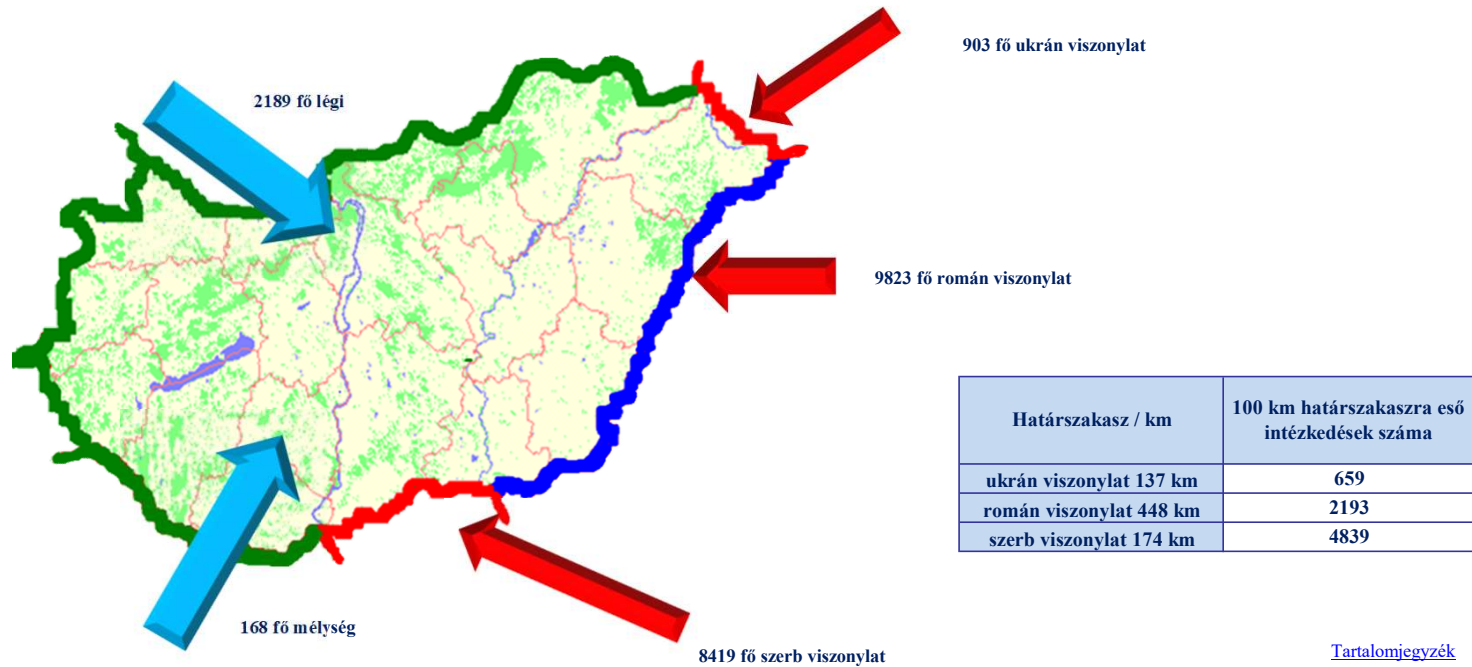 903 fő ukrán viszonylat
2189 fő légi
9823 fő román viszonylat
Határszakasz / km
100 km határszakaszra eső
intézkedések száma
ukrán viszonylat 137 km
659
román viszonylat 448 km
2193
szerb viszonylat 174 km
4839
168 fő mélység
8419 fő szerb viszonylat
Tartalomjegyzék